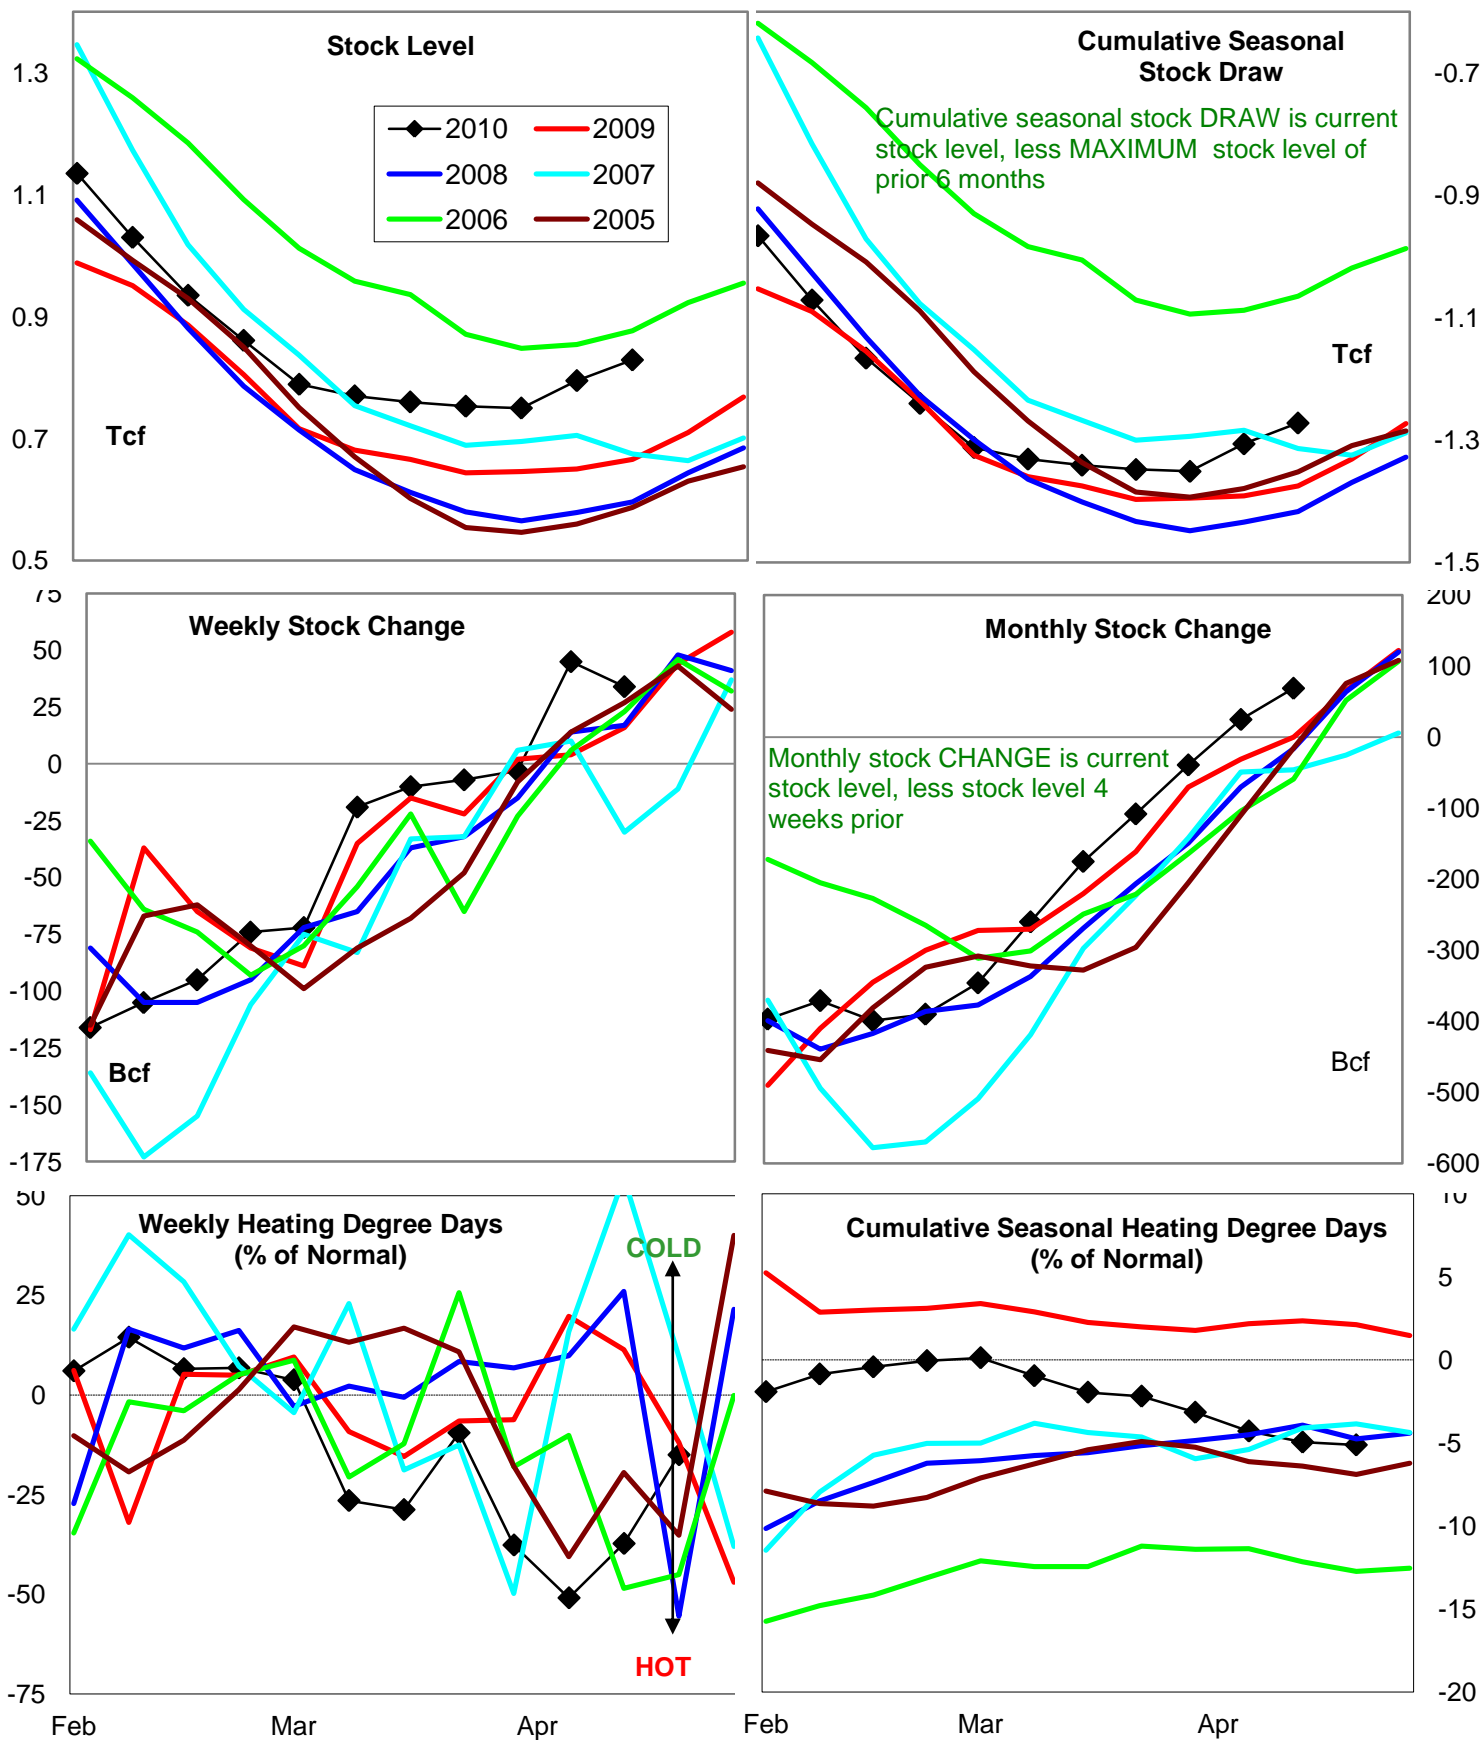 Stock Level
1.3
1.1
0.9
0.7
0.5
2010 2009
2008 2007
2006 2005
Tcf
Cumulative Seasonal
Stock Draw
Cumulative seasonal stock DRAW is current
stock level, less MAXIMUM stock level of
prior 6 months
Tcf
-0.7
-0.9
-1.1
-1.3
-1.5
Weekly Stock Change
75
50
25
0
-25
-50
-75
-100
-125
-150
-175
Bcf
Monthly Stock Change
Monthly stock CHANGE is current
stock level, less stock level 4
weeks prior
Bcf
200
100
0
-100
-200
-300
-400
-500
-600
Weekly Heating Degree Days
(% of Normal)
50
25
0
-25
-50
-75
COLD
HOT
Feb Mar Apr
Cumulative Seasonal Heating Degree Days
(% of Normal)
10
5
0
-5
-10
-15
-20
Feb Mar Apr